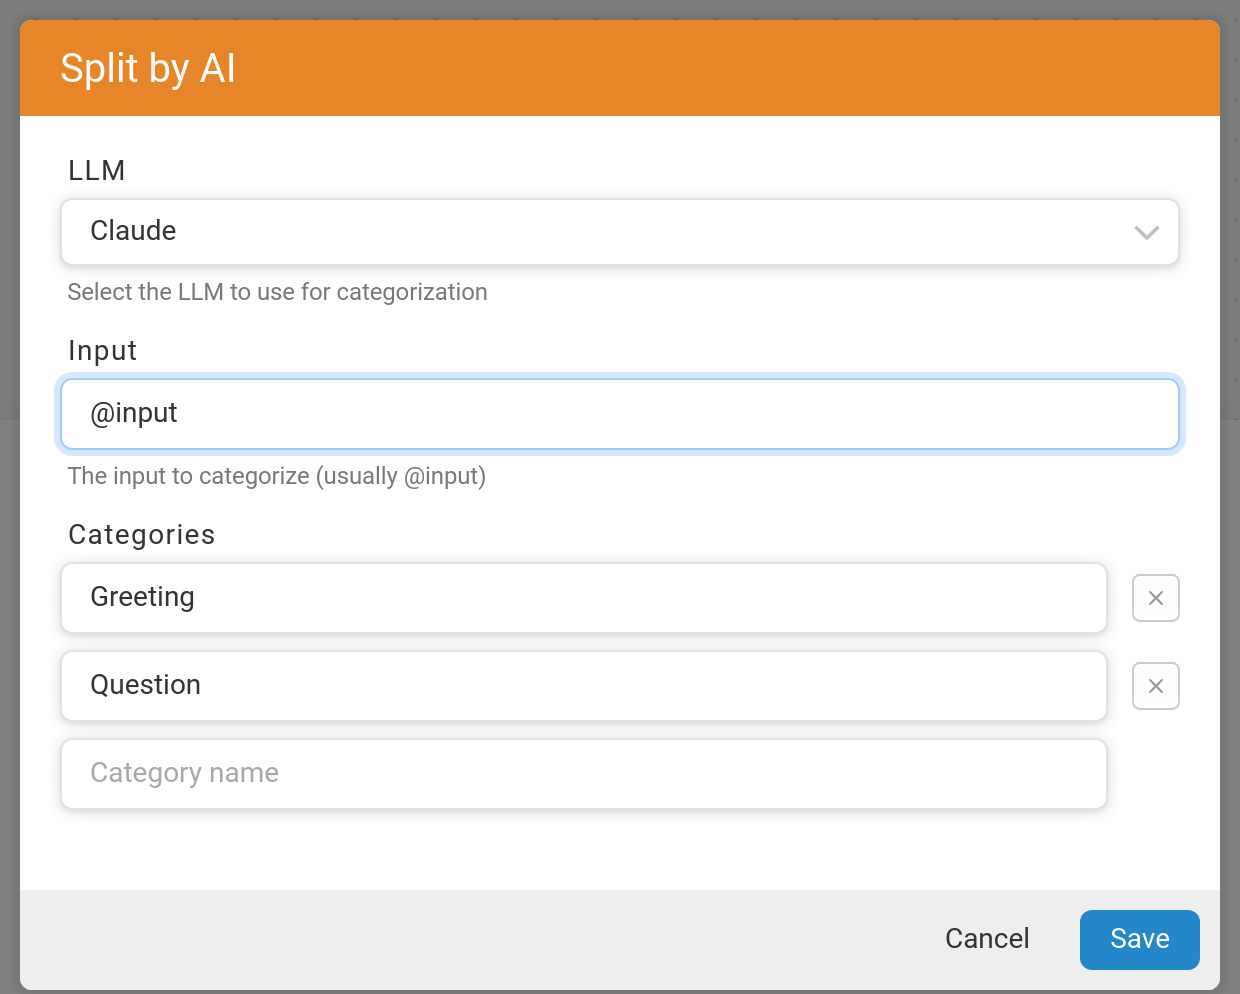 Split by AI
LLM
Claude
Select the LLM to use for categorization
Input
@input
The input to categorize (usually @input)
Categories
Greeting
Question
Category name
Cancel
Save